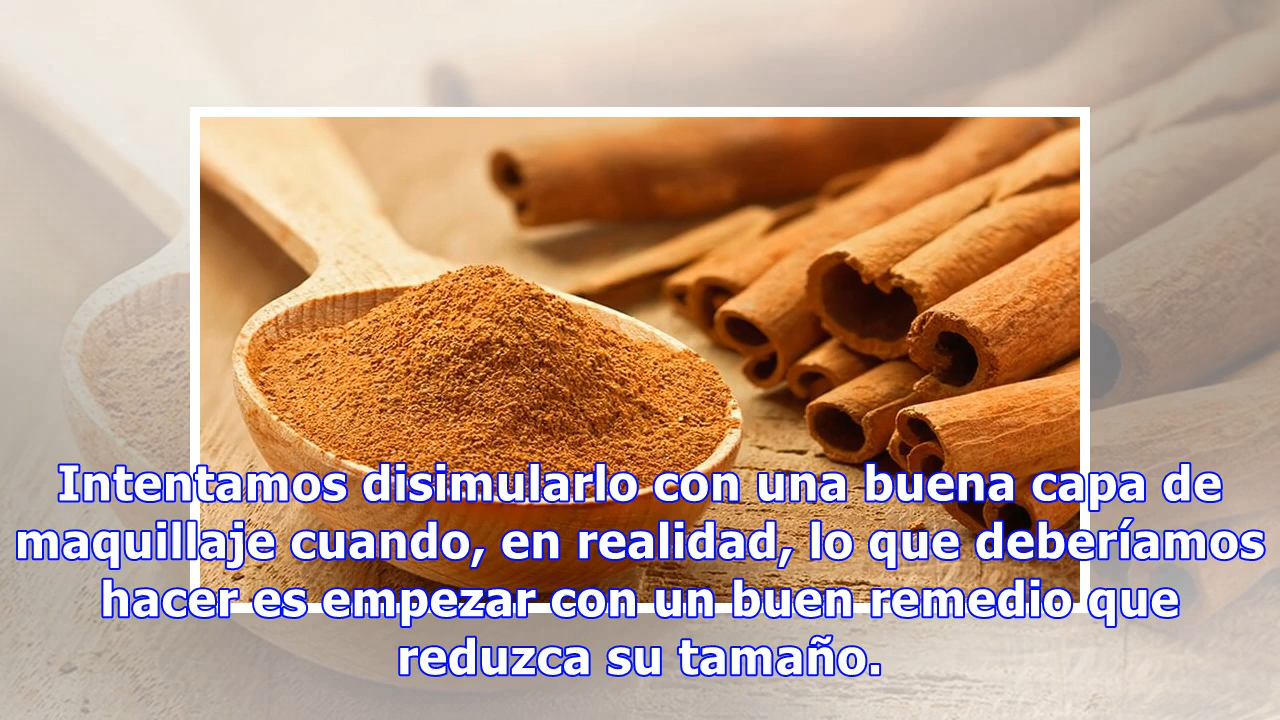 Intentamos disimularlo con una buena capa de
maquillaje cuando, en realidad, lo que deberíamos
hacer es empezar con un buen remedio que
reduzca su tamaño.